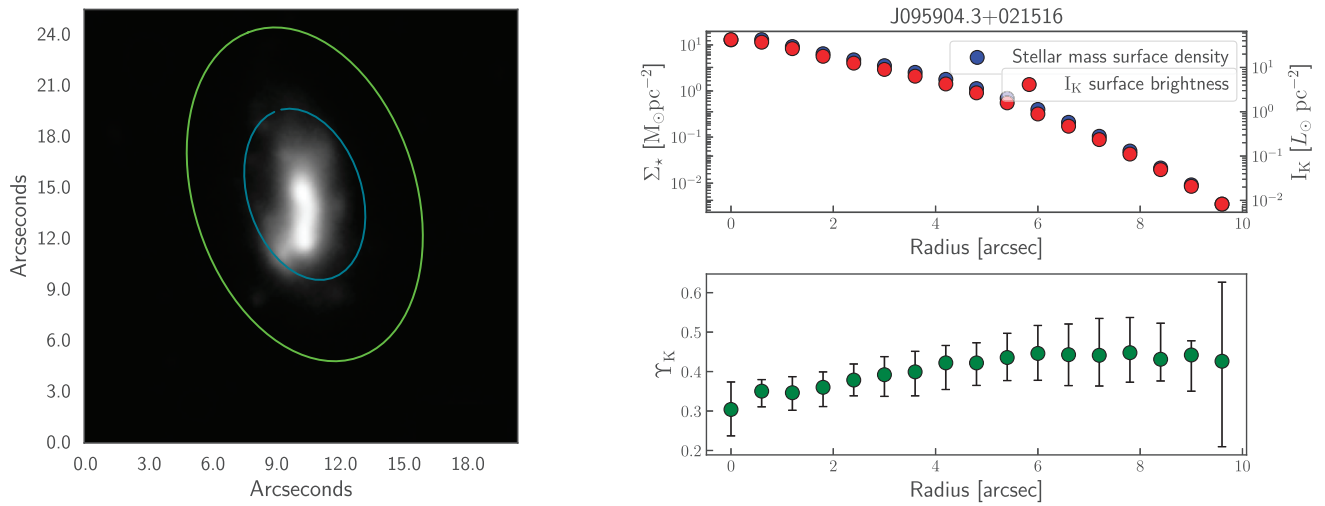 24.0
21.0
18.0
15.0
12.0
9.0
6.0
3.0
0.0
Arcseconds
0.0 3.0 6.0 9.0 12.0 15.0 18.0
Arcseconds
J095904.3+021516
Σ⋆ [M⊙pc⁻²]
10¹
10⁰
10⁻¹
10⁻²
Stellar mass surface density
I_K surface brightness
10¹
10⁰
10⁻¹
10⁻²
I_K [L⊙ pc⁻²]
0 2 4 6 8 10
Radius [arcsec]
ϒ_K
0.6
0.5
0.4
0.3
0.2
0 2 4 6 8 10
Radius [arcsec]